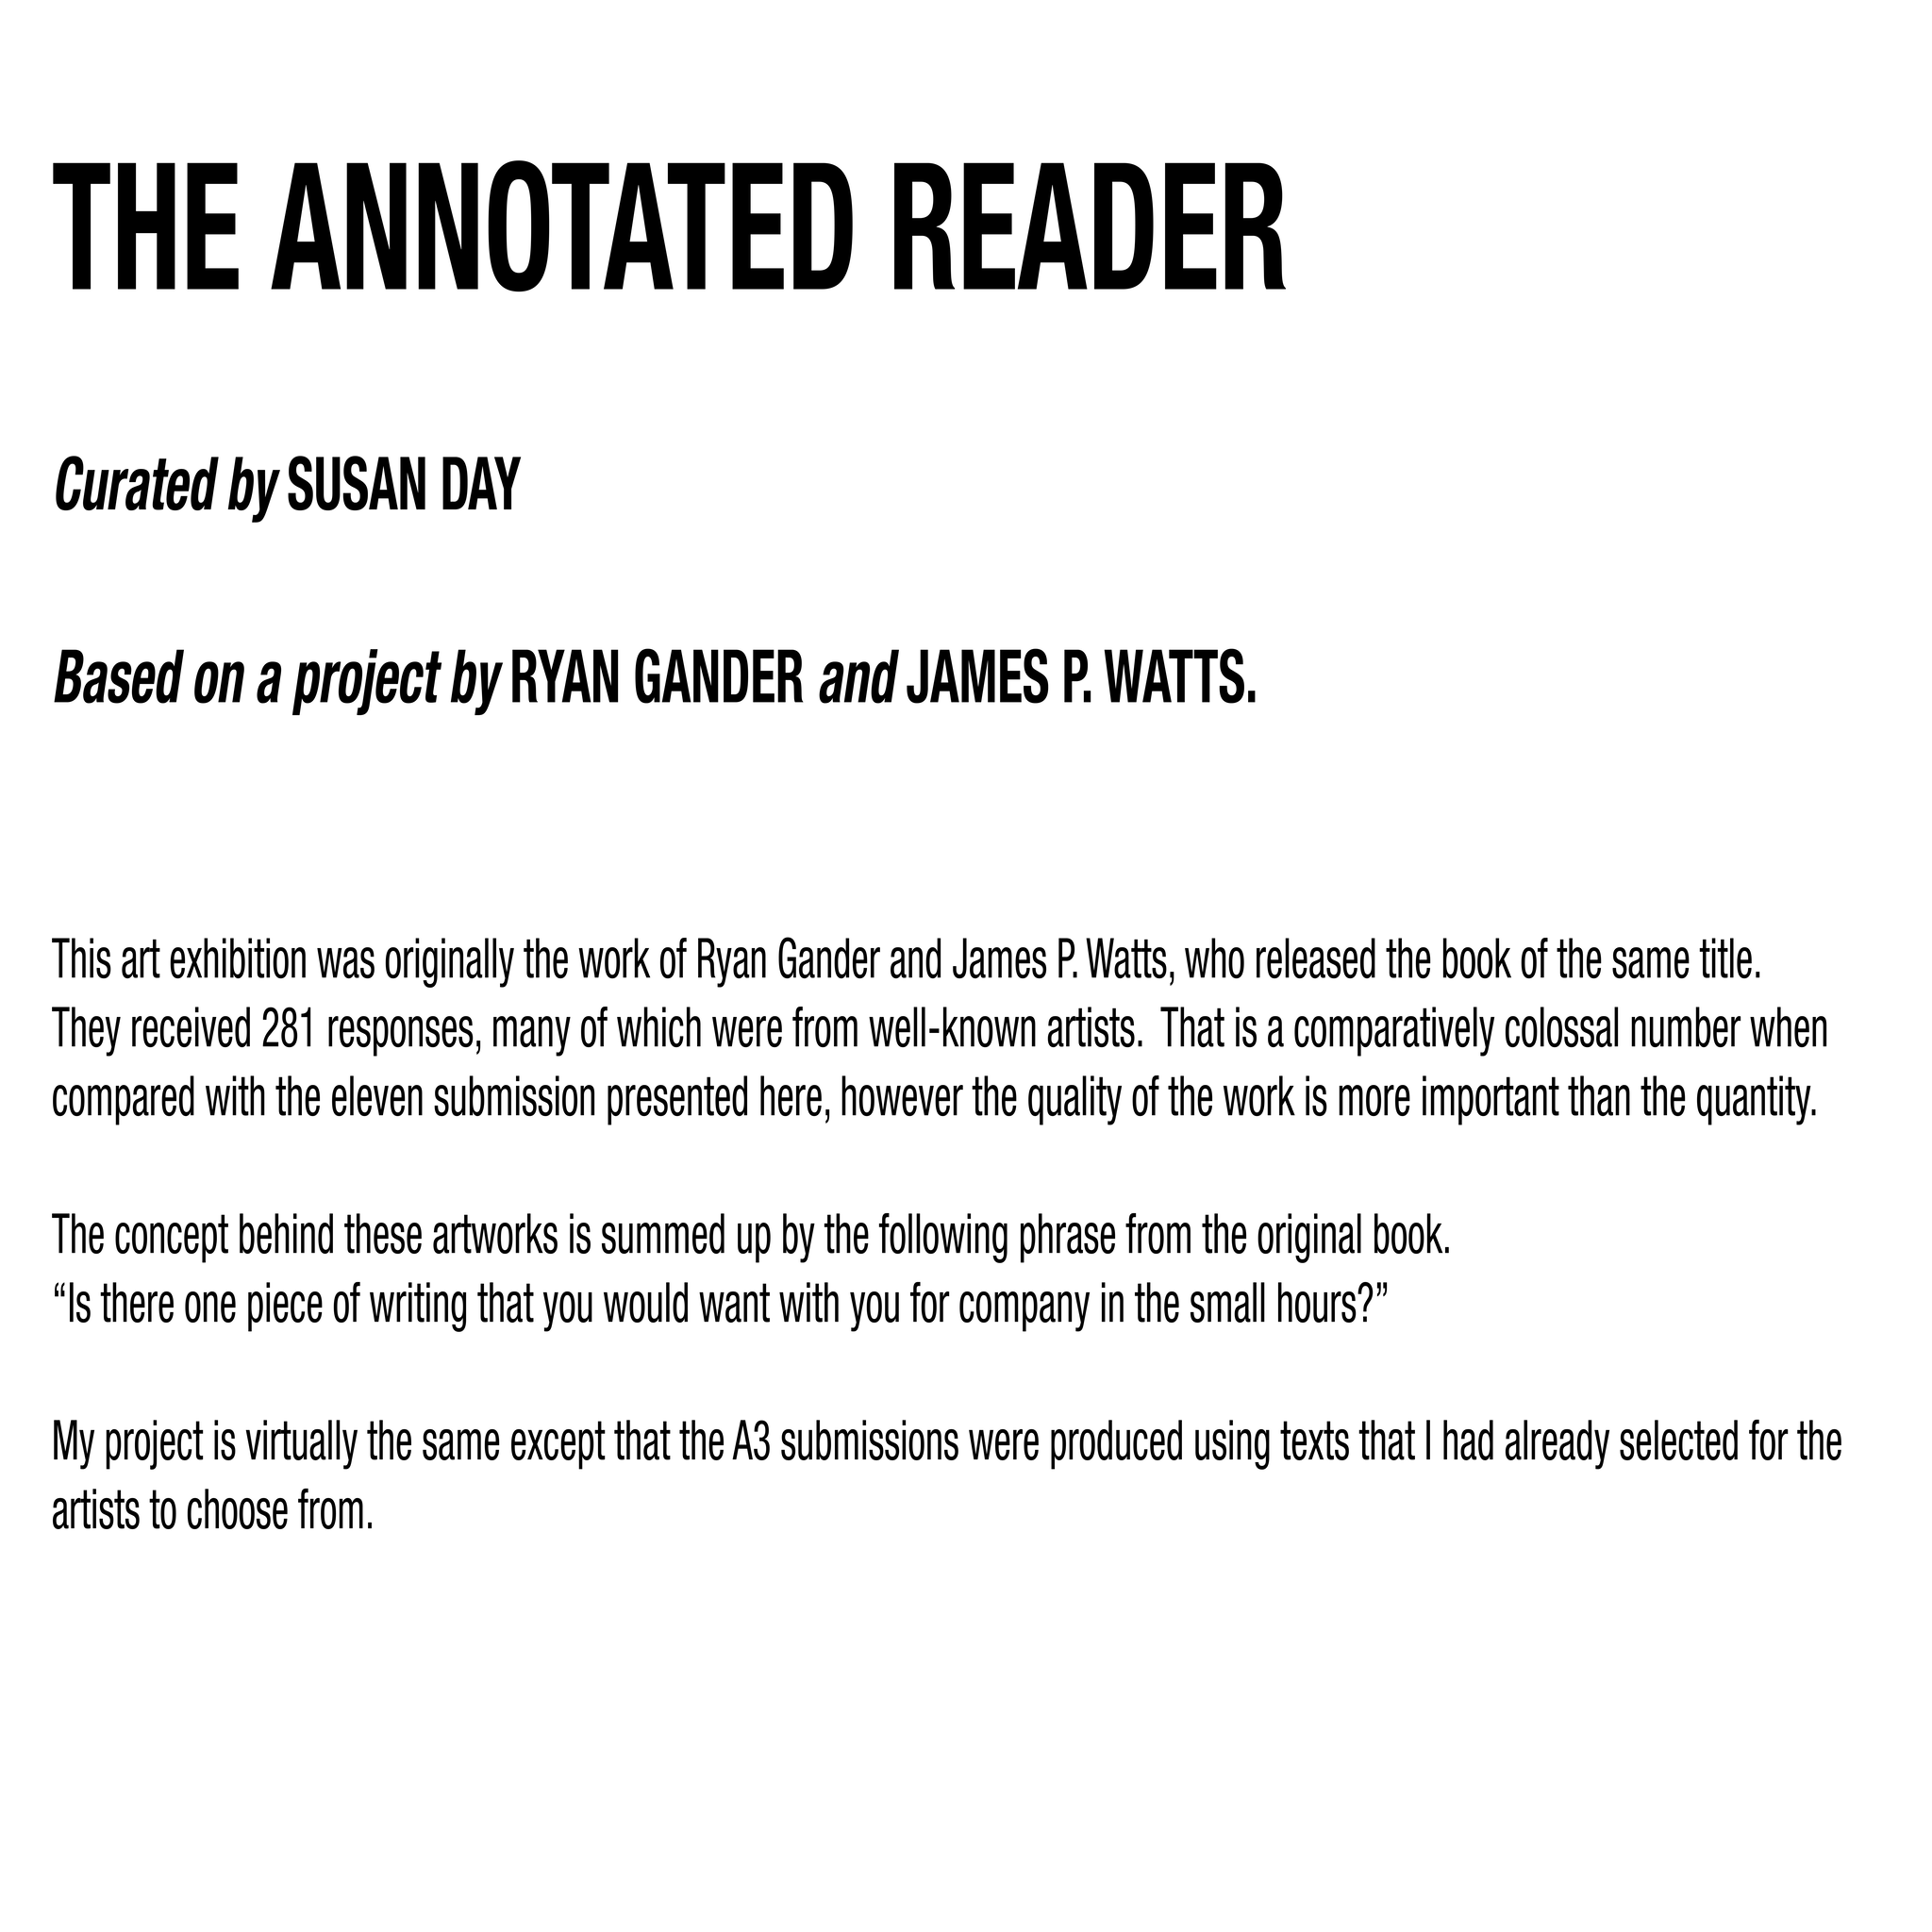 THE ANNOTATED READER
Curated by SUSAN DAY
Based on a project by RYAN GANDER and JAMES P. WATTS.
This art exhibition was originally the work of Ryan Gander and James P. Watts, who released the book of the same title.
They received 281 responses, many of which were from well-known artists.  That is a comparatively colossal number when
compared with the eleven submission presented here, however the quality of the work is more important than the quantity.
The concept behind these artworks is summed up by the following phrase from the original book.
“Is there one piece of writing that you would want with you for company in the small hours?”
My project is virtually the same except that the A3 submissions were produced using texts that I had already selected for the
artists to choose from.